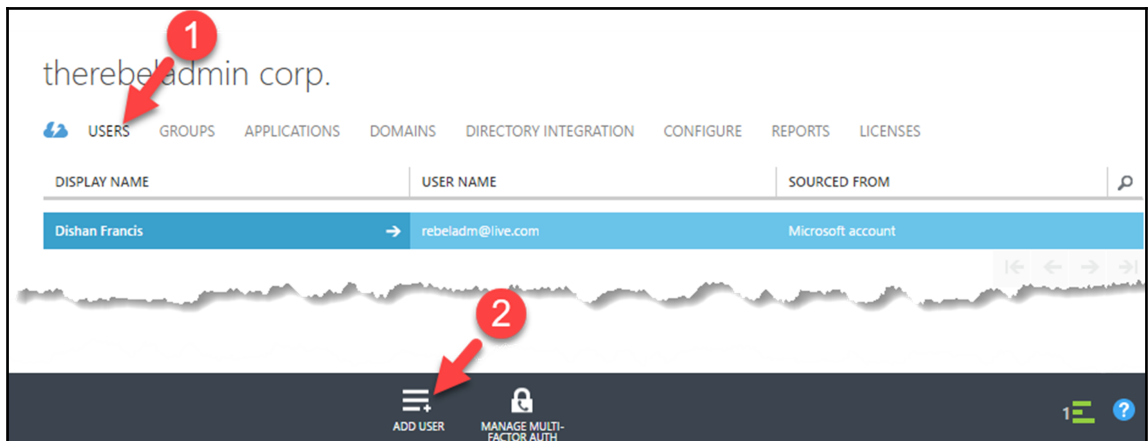 1
therebeladmin corp.
USERS GROUPS APPLICATIONS DOMAINS DIRECTORY INTEGRATION CONFIGURE REPORTS LICENSES
DISPLAY NAME USER NAME SOURCED FROM
Dishan Francis rebeladm@live.com Microsoft account
2
ADD USER MANAGE MULTI-
FACTOR AUTH
1 ?